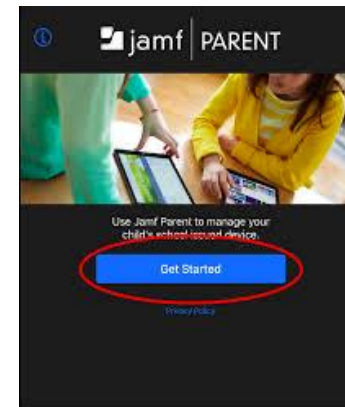 jamf PARENT
Use Jamf Parent to manage your
child's school-issued device.
Get Started
Privacy Policy